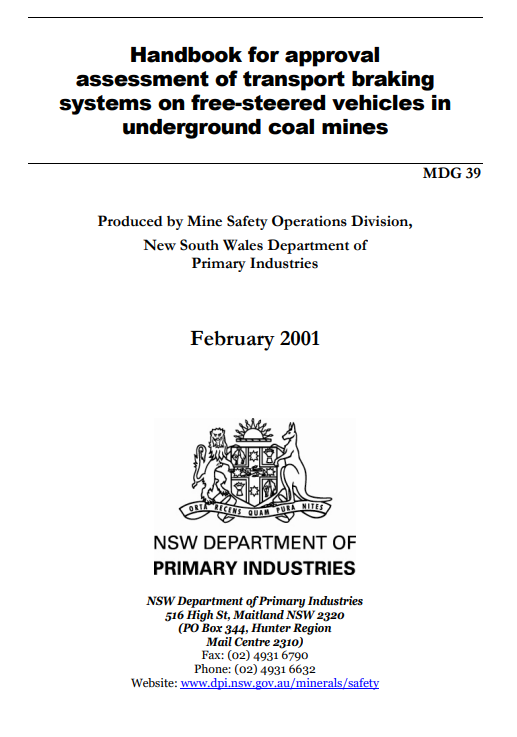 Handbook for approval
assessment of transport braking
systems on free-steered vehicles in
underground coal mines
MDG 39
Produced by Mine Safety Operations Division,
New South Wales Department of
Primary Industries
February 2001
ORTA RECENS QUAM PURA NITES
NSW DEPARTMENT OF
PRIMARY INDUSTRIES
NSW Department of Primary Industries
516 High St, Maitland NSW 2320
(PO Box 344, Hunter Region
Mail Centre 2310)
Fax: (02) 4931 6790
Phone: (02) 4931 6632
Website: www.dpi.nsw.gov.au/minerals/safety